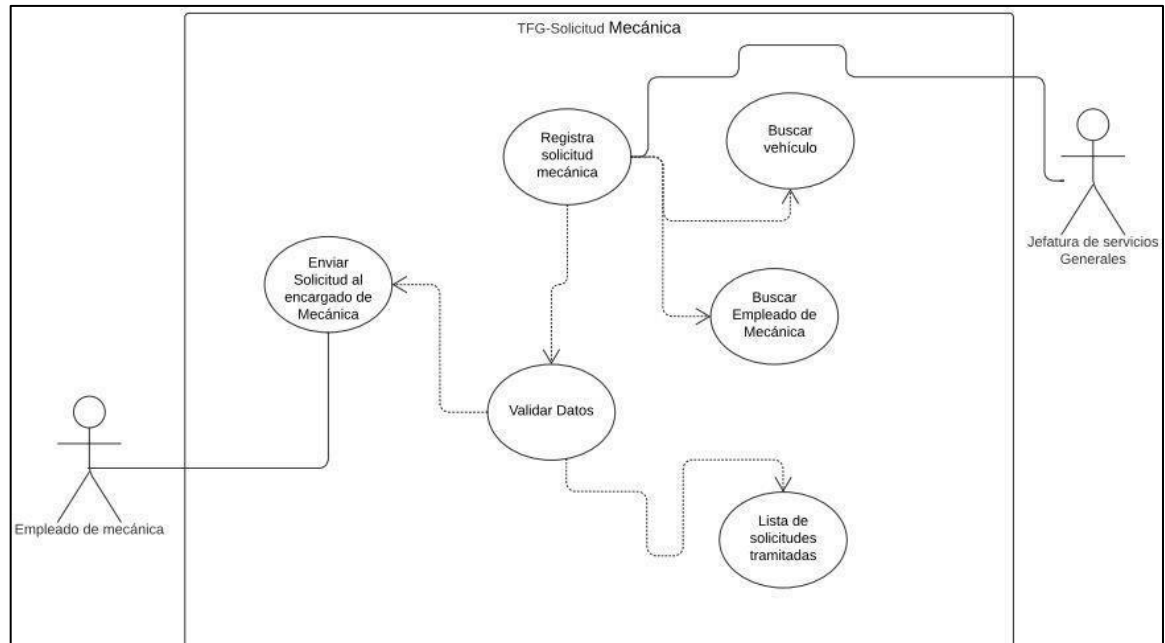 TFG-Solicitud Mecánica
Registra
solicitud
mecánica
Buscar
vehículo
Jefatura de servicios
Generales
Enviar
Solicitud al
encargado de
Mecánica
Buscar
Empleado de
Mecánica
Validar Datos
Empleado de mecánica
Lista de
solicitudes
tramitadas